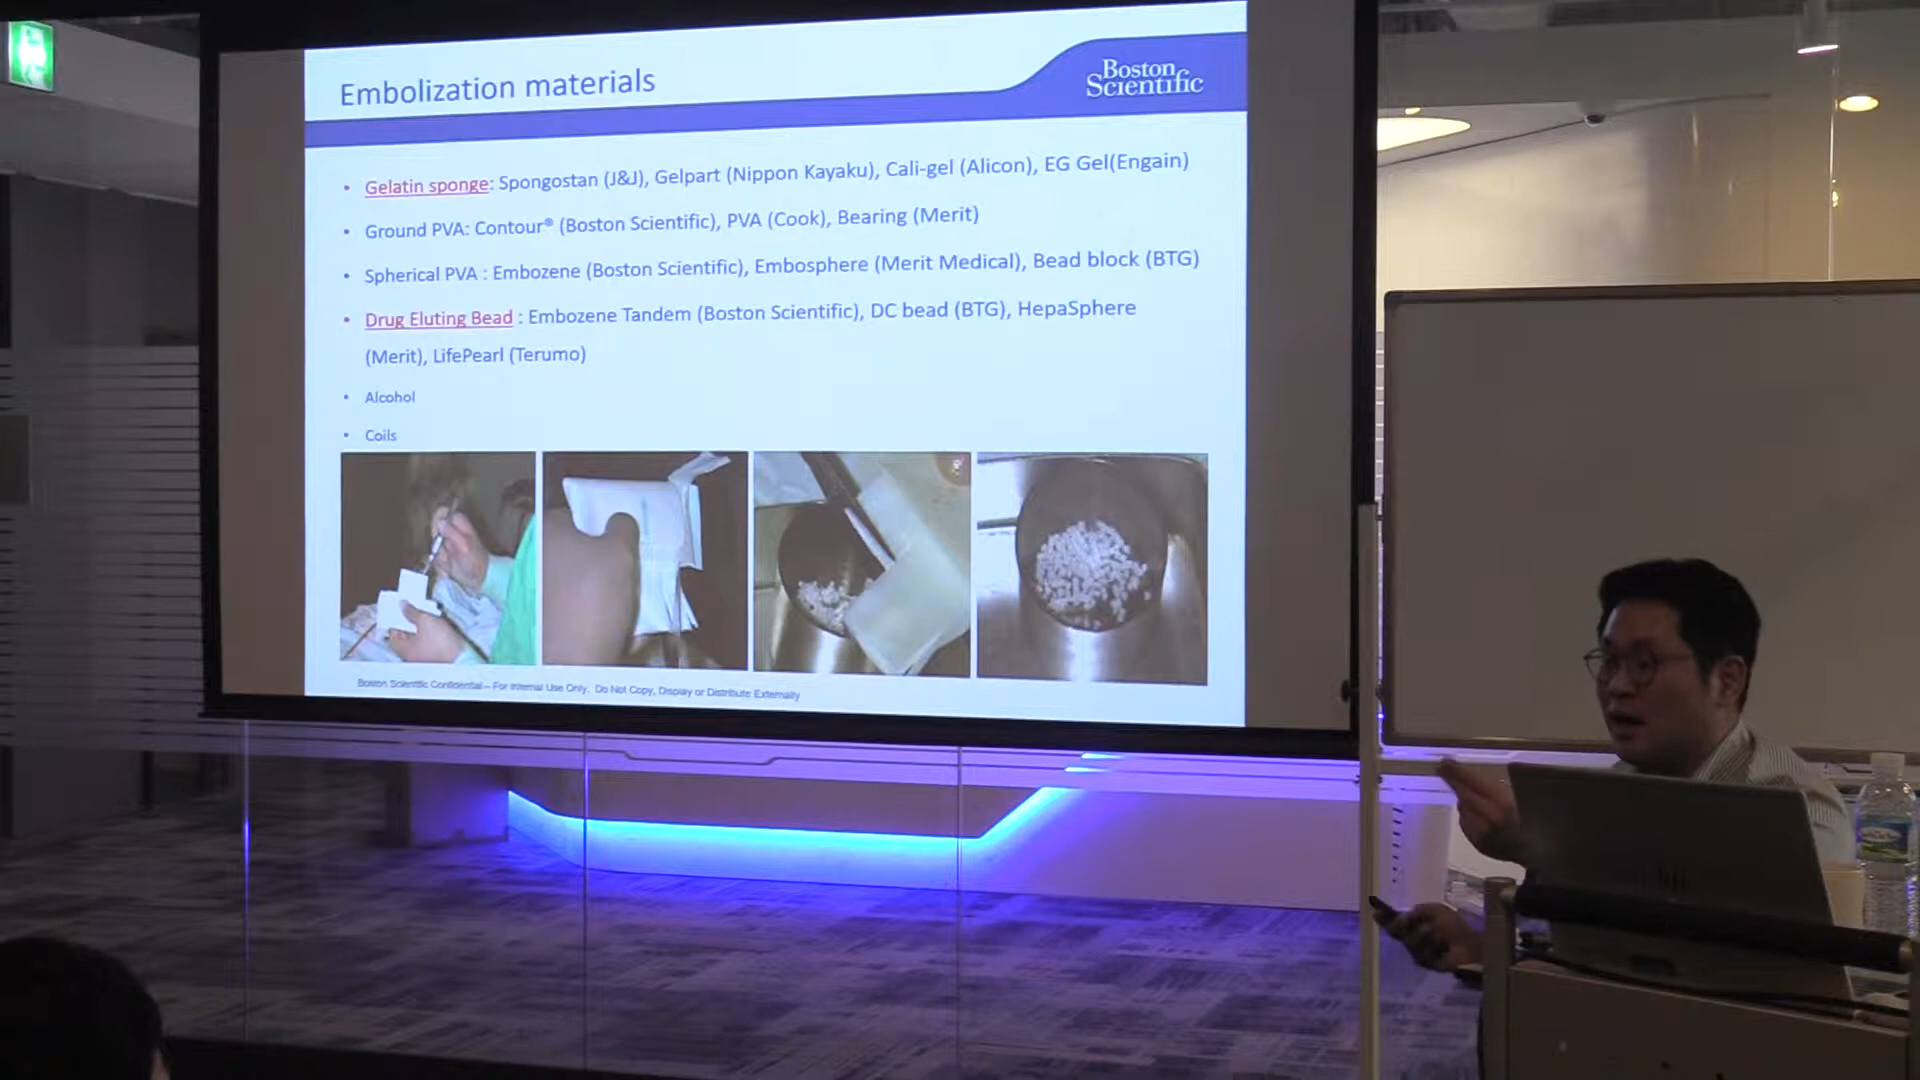 Embolization materials
Boston
Scientific
• Gelatin sponge: Spongostan (J&J), Gelpart (Nippon Kayaku), Cali-gel (Alicon), EG Gel(Engain)
• Ground PVA: Contour® (Boston Scientific), PVA (Cook), Bearing (Merit)
• Spherical PVA : Embozene (Boston Scientific), Embosphere (Merit Medical), Bead block (BTG)
• Drug Eluting Bead : Embozene Tandem (Boston Scientific), DC bead (BTG), HepaSphere
(Merit), LifePearl (Terumo)
• Alcohol
• Coils
Boston Scientific Confidential – For Internal Use Only. Do Not Copy, Display or Distribute Externally